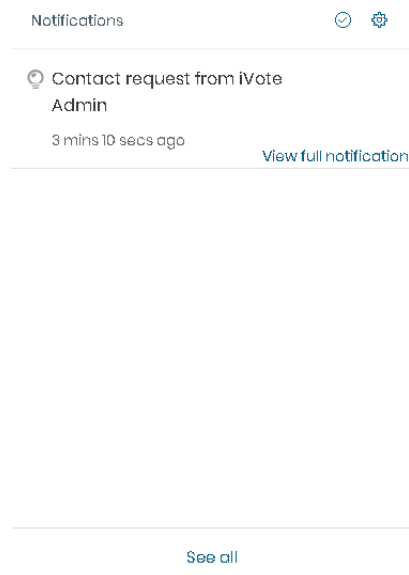 Notifications
Contact request from iVote
Admin
3 mins 10 secs ago
View full notification
See all